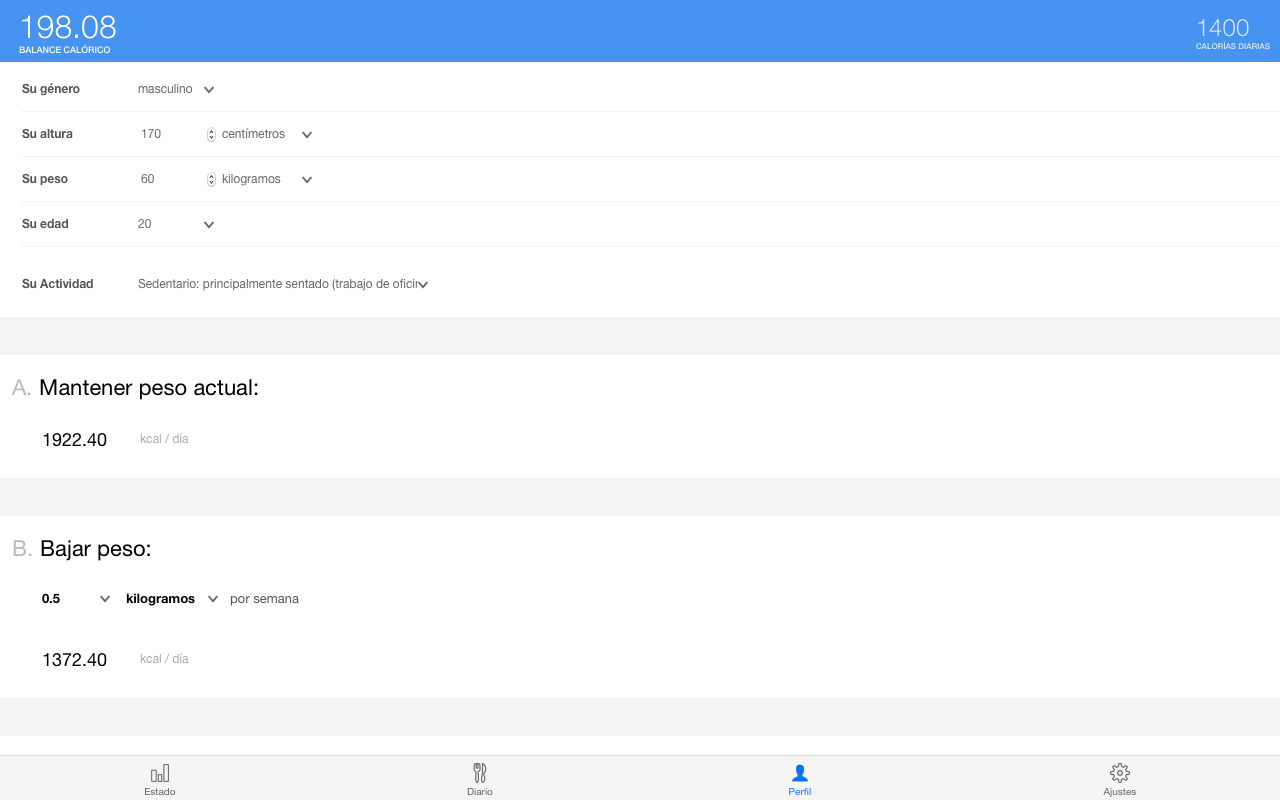 198.08
BALANCE CALÓRICO
1400
CALORÍAS DIARIAS
Su género masculino
Su altura 170 centímetros
Su peso 60 kilogramos
Su edad 20
Su Actividad Sedentario: principalmente sentado (trabajo de oficin
A. Mantener peso actual:
1922.40 kcal / día
B. Bajar peso:
0.5 kilogramos por semana
1372.40 kcal / día
Estado Diario Perfil Ajustes